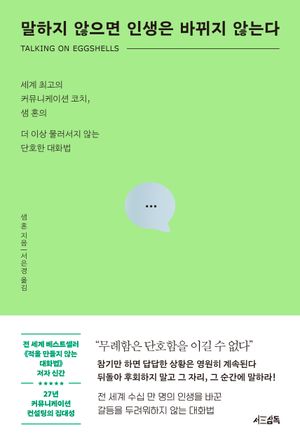 말하지 않으면 인생은 바뀌지 않는다
TALKING ON EGGSHELLS
세계 최고의
커뮤니케이션 코치,
샘 혼의
더 이상 물러서지 않는
단호한 대화법
샘 혼 지음 | 서은경 옮김
전 세계 베스트셀러
《적을 만들지 않는
대화법》
저자 신간
★★★★★
27년
커뮤니케이션
컨설팅의 집대성
“무례함은 단호함을 이길 수 없다”
참기만 하면 답답한 상황은 영원히 계속된다
뒤돌아 후회하지 말고 그 자리, 그 순간에 말하라!
전 세계 수십 만 명의 인생을 바꾼
갈등을 두려워하지 않는 대화법
서삼독